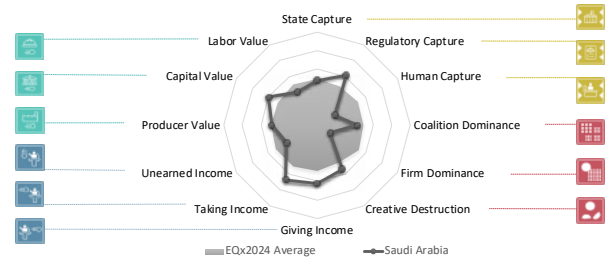 State Capture
Labor Value
Regulatory Capture
Capital Value
Human Capture
Producer Value
Coalition Dominance
Unearned Income
Firm Dominance
Taking Income
Creative Destruction
Giving Income
EQx2024 Average
Saudi Arabia